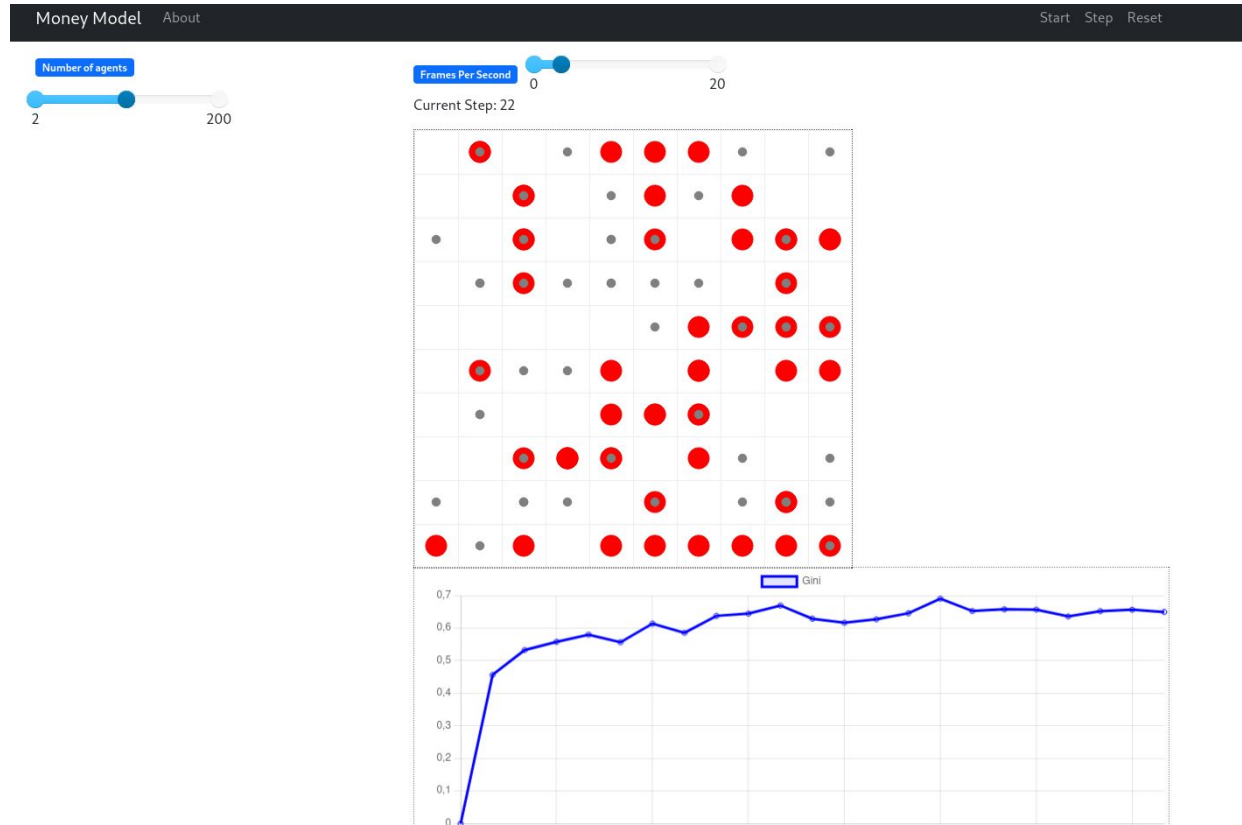 Money Model About Start Step Reset
Number of agents
2 200
Frames Per Second
0 20
Current Step: 22
Gini
0,7
0,6
0,5
0,4
0,3
0,2
0,1
0